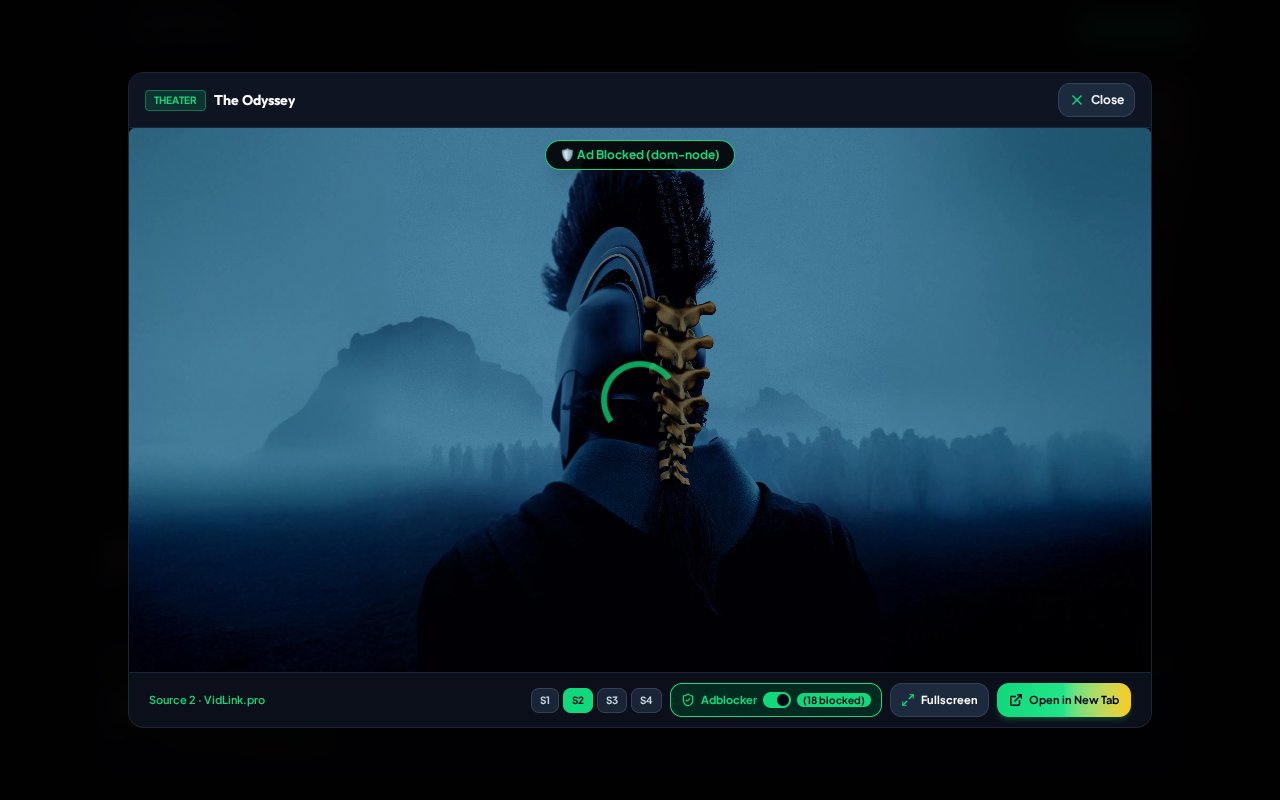 THEATER
The Odyssey
Close
Ad Blocked (dom-node)
Source 2 · VidLink.pro
S1
S2
S3
S4
Adblocker
(18 blocked)
Fullscreen
Open in New Tab